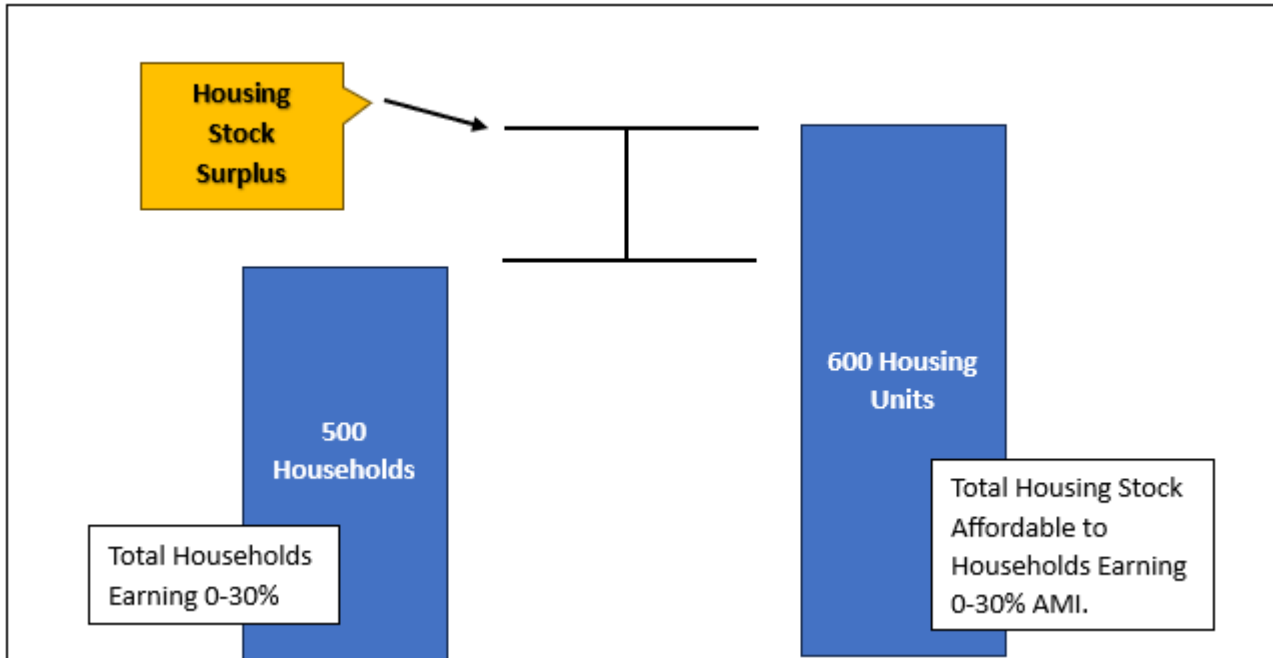 Housing
Stock
Surplus
500
Households
Total Households
Earning 0-30%
600 Housing
Units
Total Housing Stock
Affordable to
Households Earning
0-30% AMI.